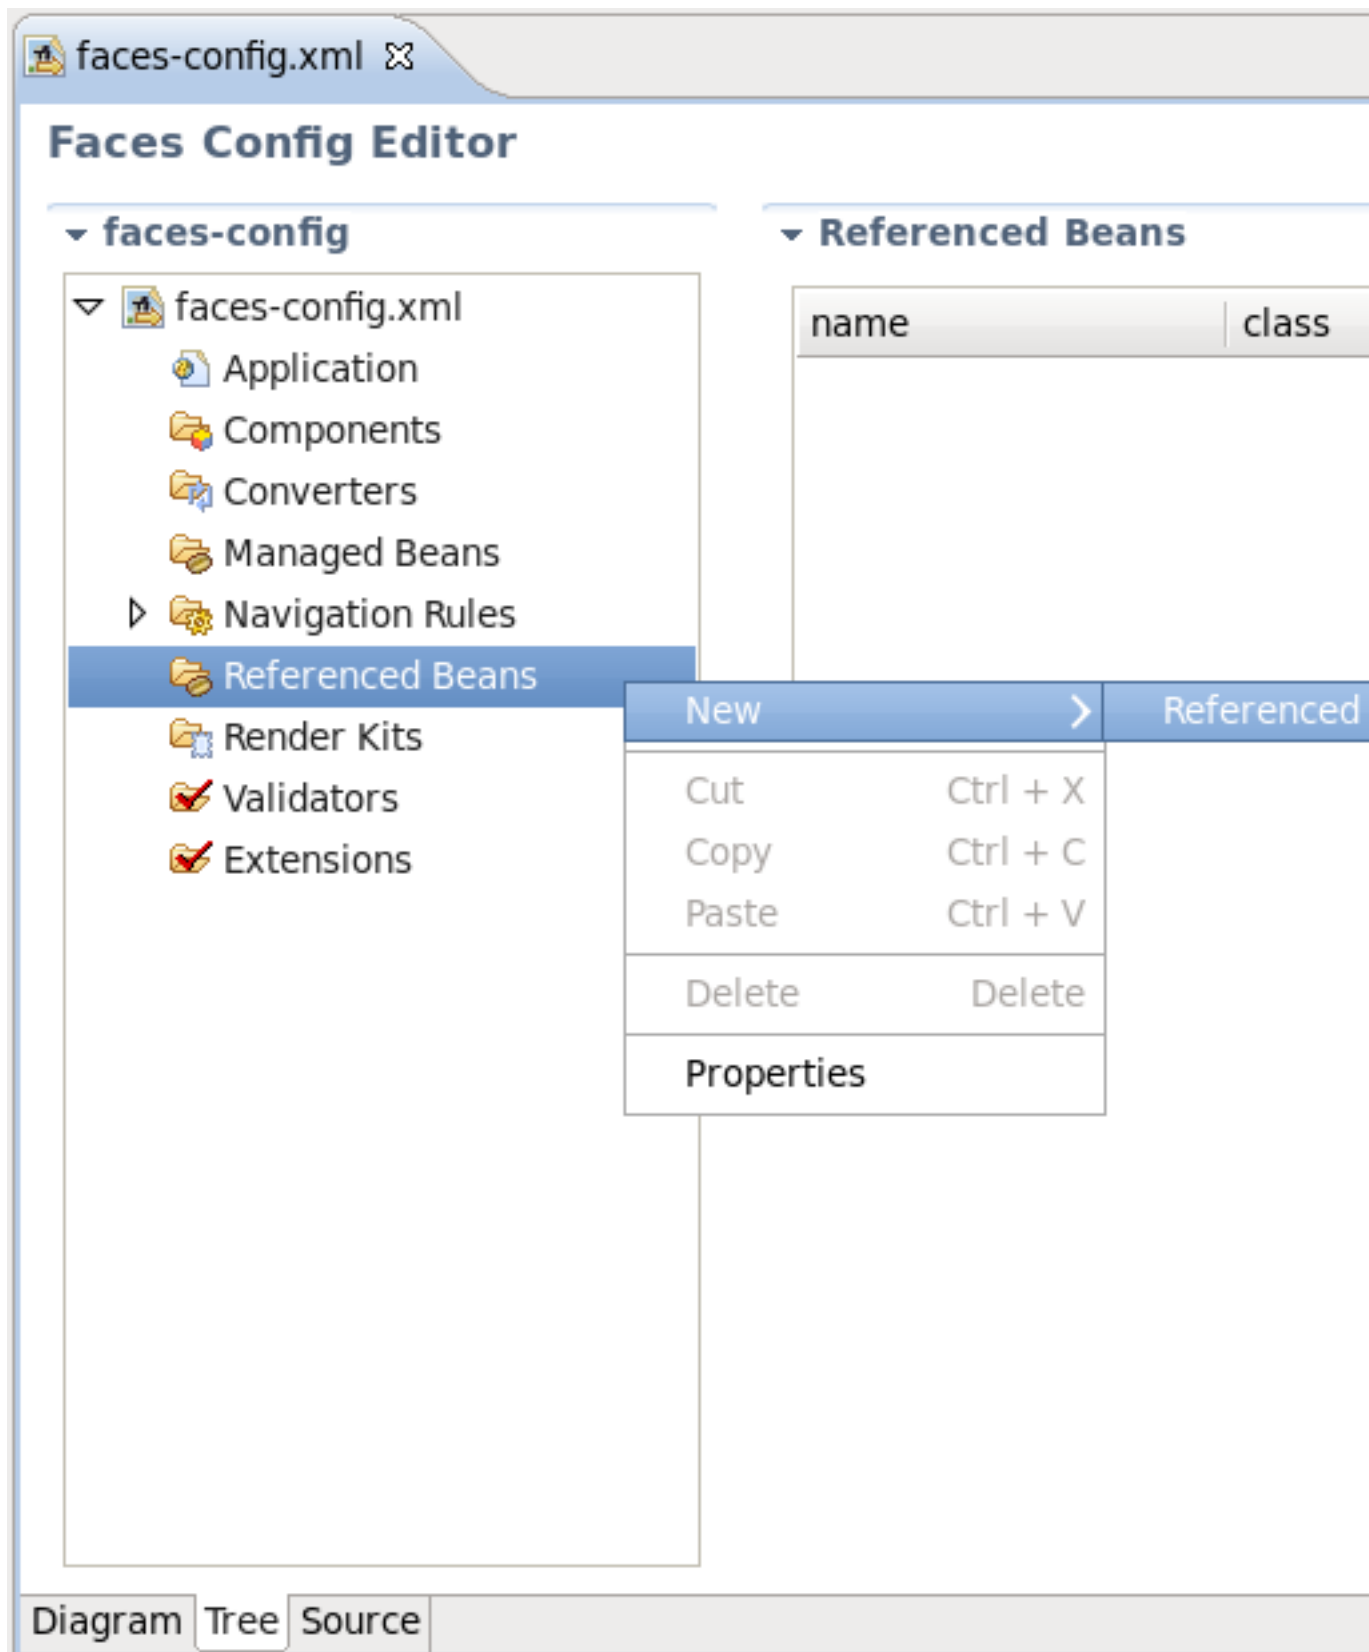 faces-config.xml
Faces Config Editor
faces-config
Referenced Beans
faces-config.xml
name class
Application
Components
Converters
Managed Beans
Navigation Rules
Referenced Beans
New Referenced
Render Kits
Cut Ctrl + X
Validators
Copy Ctrl + C
Extensions
Paste Ctrl + V
Delete Delete
Properties
Diagram Tree Source